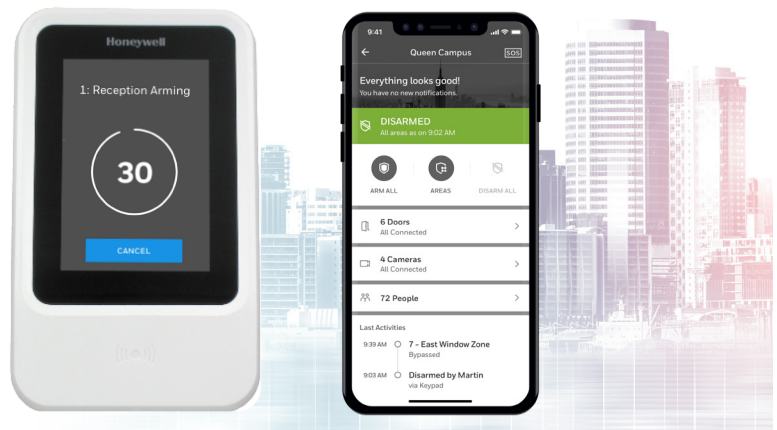 Honeywell
1: Reception Arming
30
CANCEL
9:41
Queen Campus
SOS
Everything looks good!
You have no new notifications.
DISARMED
All areas as on 9:02 AM
ARM ALL AREAS DISARM ALL
6 Doors
All Connected
4 Cameras
All Connected
72 People
Last Activities
9:39 AM 7 – East Window Zone
Bypassed
9:03 AM Disarmed by Martin
via Keypad